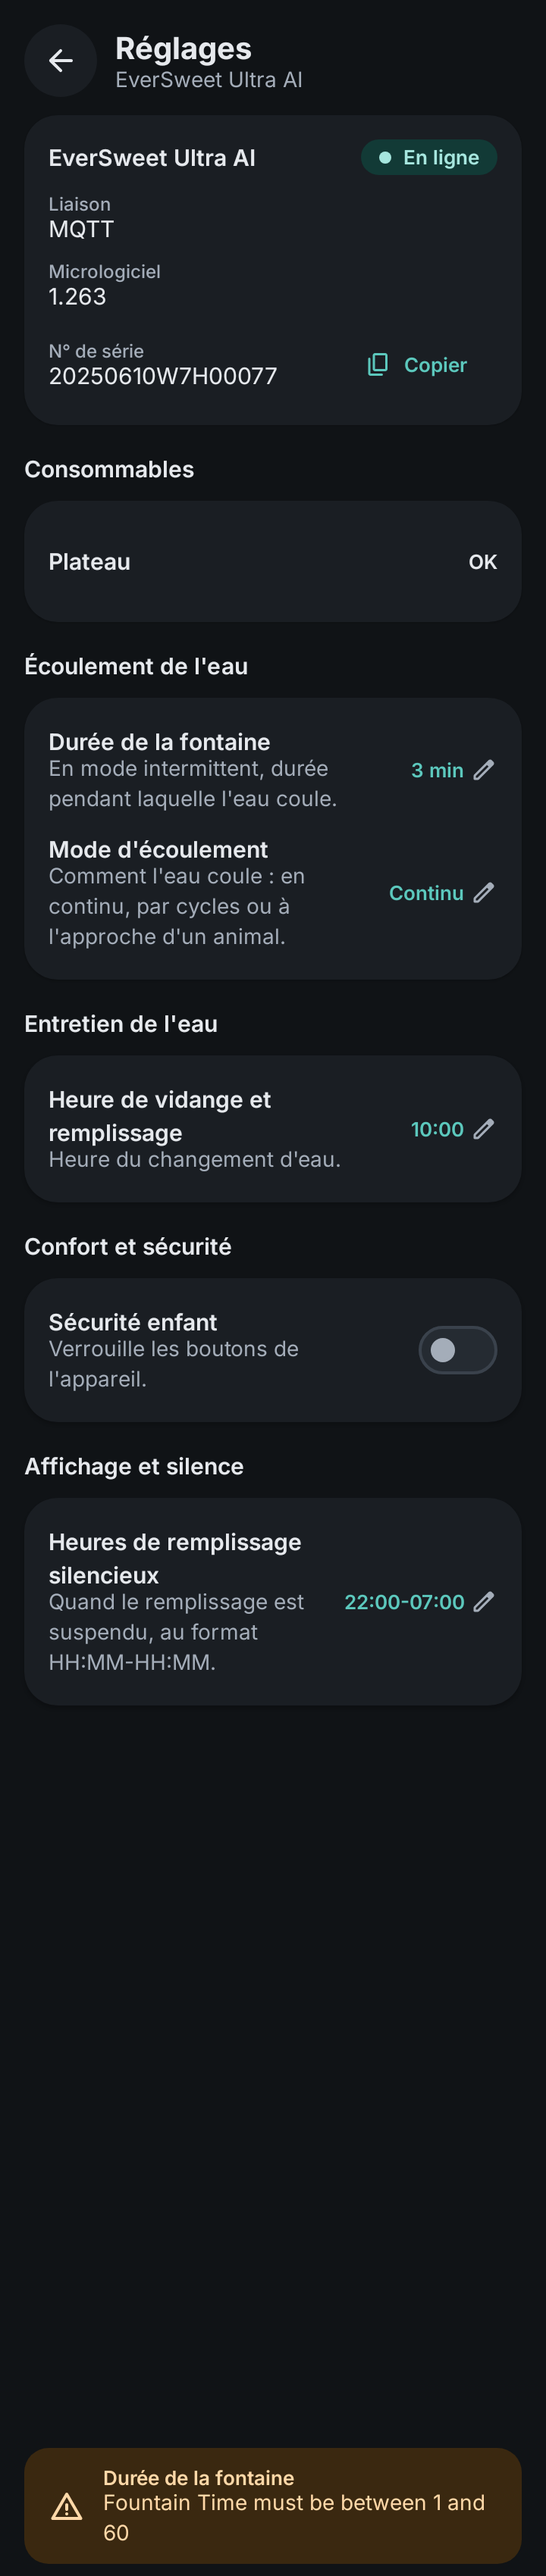 Réglages
EverSweet Ultra AI
EverSweet Ultra AI
En ligne
Liaison
MQTT
Micrologiciel
1.263
N° de série
20250610W7H00077
Copier
Consommables
Plateau
OK
Écoulement de l'eau
Durée de la fontaine
En mode intermittent, durée
pendant laquelle l'eau coule.
3 min
Mode d'écoulement
Comment l'eau coule : en
continu, par cycles ou à
l'approche d'un animal.
Continu
Entretien de l'eau
Heure de vidange et
remplissage
Heure du changement d'eau.
10:00
Confort et sécurité
Sécurité enfant
Verrouille les boutons de
l'appareil.
Affichage et silence
Heures de remplissage
silencieux
Quand le remplissage est
suspendu, au format
HH:MM-HH:MM.
22:00-07:00
Durée de la fontaine
Fountain Time must be between 1 and
60